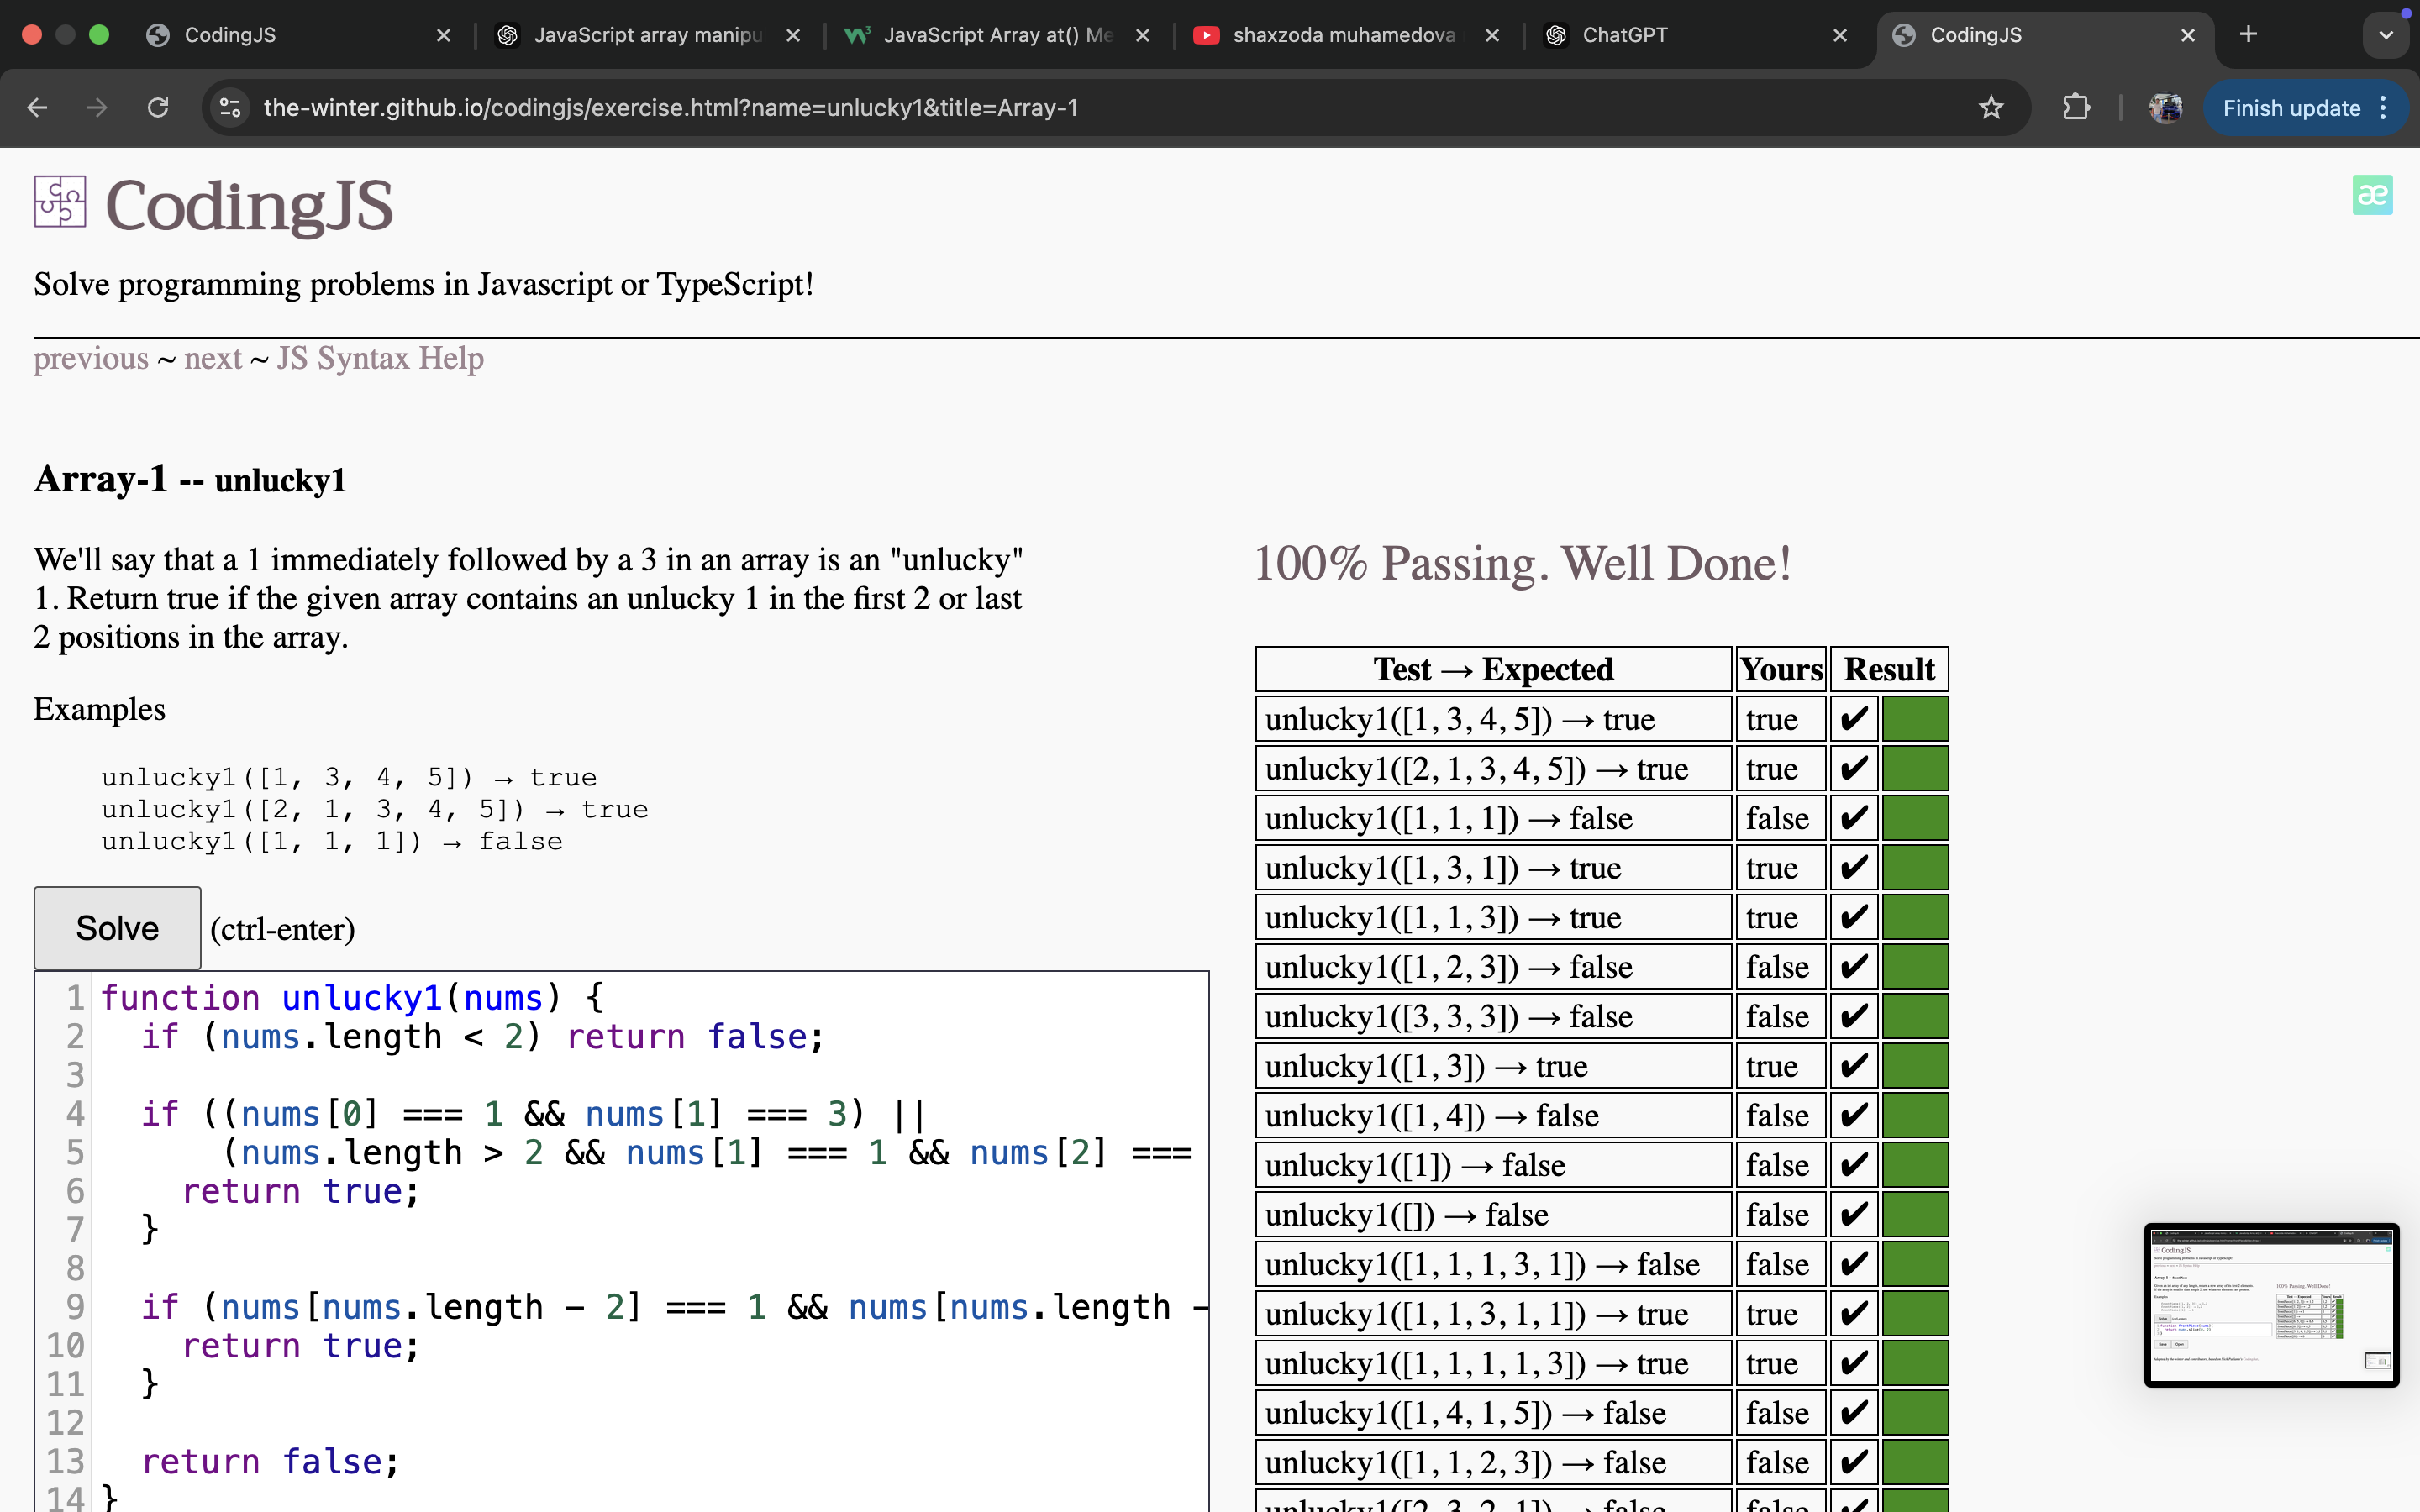 CodingJS
JavaScript array manipu
JavaScript Array at() Me
shaxzoda muhamedova
ChatGPT
CodingJS
the-winter.github.io/codingjs/exercise.html?name=unlucky1&title=Array-1
Finish update
CodingJS
æ
Solve programming problems in Javascript or TypeScript!
previous ~ next ~ JS Syntax Help
Array-1 -- unlucky1
We'll say that a 1 immediately followed by a 3 in an array is an "unlucky"
1. Return true if the given array contains an unlucky 1 in the first 2 or last
2 positions in the array.
Examples
unlucky1([1, 3, 4, 5]) → true
unlucky1([2, 1, 3, 4, 5]) → true
unlucky1([1, 1, 1]) → false
Solve (ctrl-enter)
1 function unlucky1(nums) {
2 if (nums.length < 2) return false;
3
4 if ((nums[0] === 1 && nums[1] === 3) ||
5 (nums.length > 2 && nums[1] === 1 && nums[2] ===
6 return true;
7 }
8
9 if (nums[nums.length - 2] === 1 && nums[nums.length -
10 return true;
11 }
12
13 return false;
14 }
100% Passing. Well Done!
Test → Expected Yours Result
unlucky1([1, 3, 4, 5]) → true true ✔
unlucky1([2, 1, 3, 4, 5]) → true true ✔
unlucky1([1, 1, 1]) → false false ✔
unlucky1([1, 3, 1]) → true true ✔
unlucky1([1, 1, 3]) → true true ✔
unlucky1([1, 2, 3]) → false false ✔
unlucky1([3, 3, 3]) → false false ✔
unlucky1([1, 3]) → true true ✔
unlucky1([1, 4]) → false false ✔
unlucky1([1]) → false false ✔
unlucky1([]) → false false ✔
unlucky1([1, 1, 1, 3, 1]) → false false ✔
unlucky1([1, 1, 3, 1, 1]) → true true ✔
unlucky1([1, 1, 1, 1, 3]) → true true ✔
unlucky1([1, 4, 1, 5]) → false false ✔
unlucky1([1, 1, 2, 3]) → false false ✔
unlucky1([2, 3, 2, 1]) → false false ✔